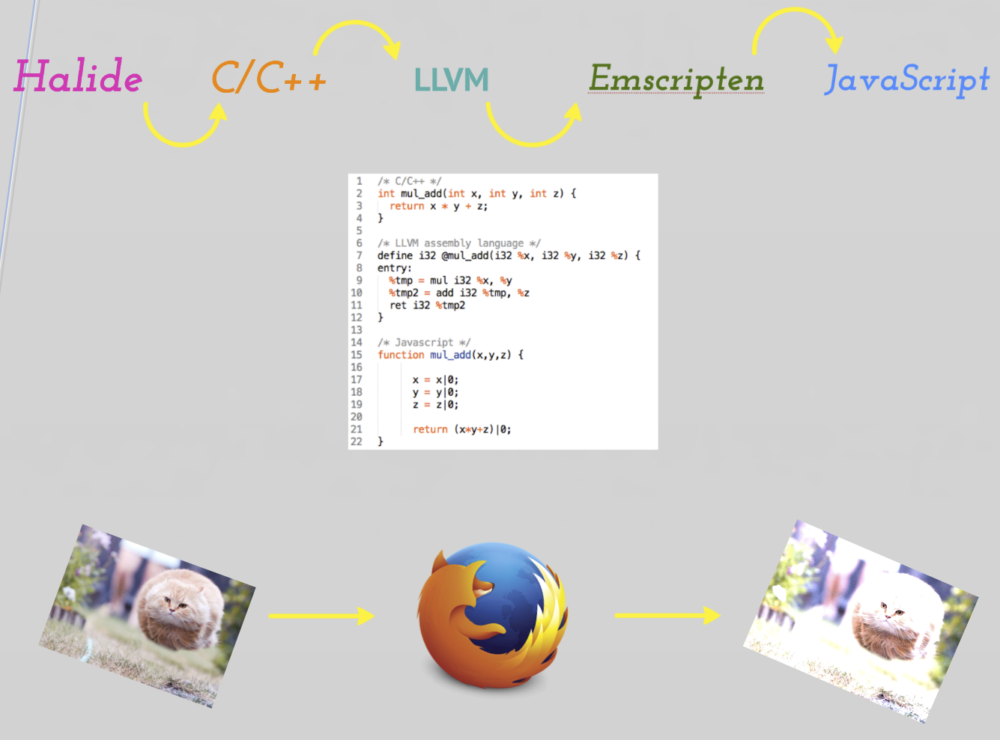 Halide C/C++ LLVM Emscripten JavaScript
1 /* C/C++ */
2 int mul_add(int x, int y, int z) {
3 return x * y + z;
4 }
5
6 /* LLVM assembly language */
7 define i32 @mul_add(i32 %x, i32 %y, i32 %z) {
8 entry:
9 %tmp = mul i32 %x, %y
10 %tmp2 = add i32 %tmp, %z
11 ret i32 %tmp2
12 }
13
14 /* Javascript */
15 function mul_add(x,y,z) {
16
17 x = x|0;
18 y = y|0;
19 z = z|0;
20
21 return (x*y+z)|0;
22 }